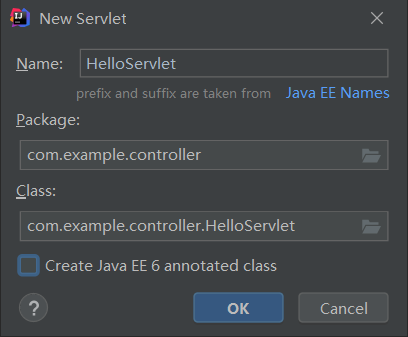 New Servlet
Name: HelloServlet
prefix and suffix are taken from Java EE Names
Package:
com.example.controller
Class:
com.example.controller.HelloServlet
Create Java EE 6 annotated class
? OK Cancel